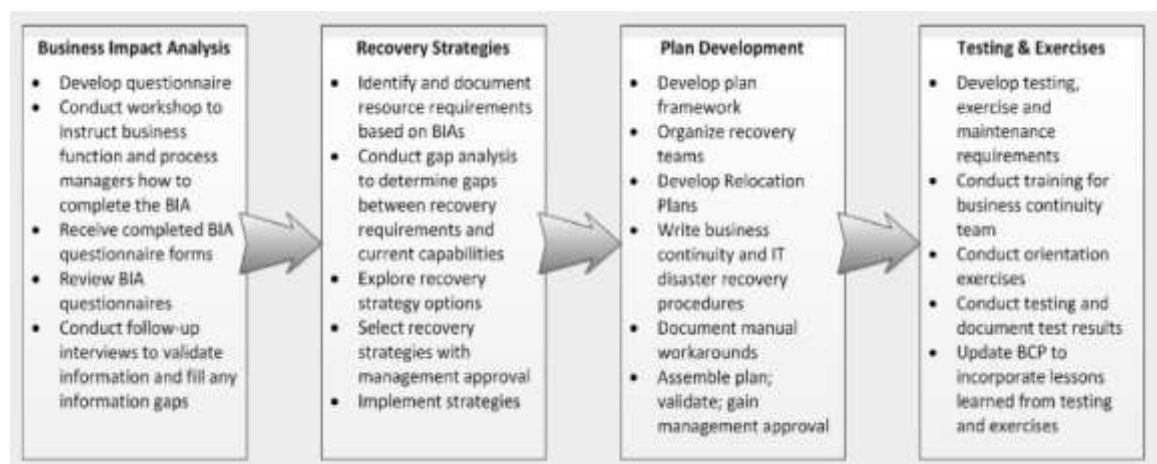 Business Impact Analysis
• Develop questionnaire
• Conduct workshop to
instruct business
function and process
managers how to
complete the BIA
• Receive completed BIA
questionnaire forms
• Review BIA
questionnaires
• Conduct follow-up
interviews to validate
information and fill any
information gaps
Recovery Strategies
• Identify and document
resource requirements
based on BIAs
• Conduct gap analysis
to determine gaps
between recovery
requirements and
current capabilities
• Explore recovery
strategy options
• Select recovery
strategies with
management approval
• Implement strategies
Plan Development
• Develop plan
framework
• Organize recovery
teams
• Develop Relocation
Plans
• Write business
continuity and IT
disaster recovery
procedures
• Document manual
workarounds
• Assemble plan;
validate; gain
management approval
Testing & Exercises
• Develop testing,
exercise and
maintenance
requirements
• Conduct training for
business continuity
team
• Conduct orientation
exercises
• Conduct testing and
document test results
• Update BCP to
incorporate lessons
learned from testing
and exercises